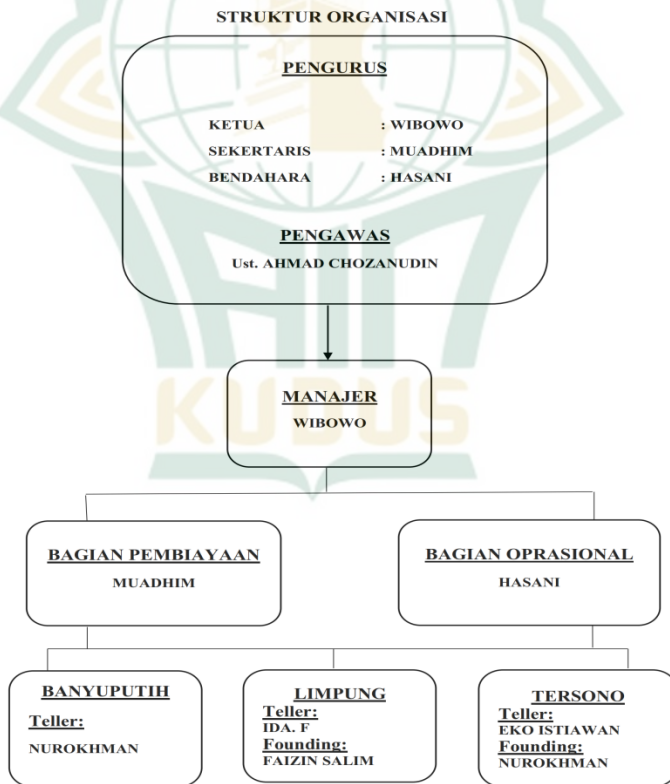 STRUKTUR ORGANISASI
PENGURUS
KETUA : WIBOWO
SEKERTARIS : MUADHIM
BENDAHARA : HASANI
PENGAWAS
Ust. AHMAD CHOZANUDIN
MANAJER
WIBOWO
BAGIAN PEMBIAYAAN
MUADHIM
BAGIAN OPRASIONAL
HASANI
BANYUPUTIH
Teller:
NUROKHMAN
LIMPUNG
Teller:
IDA. F
Founding:
FAIZIN SALIM
TERSONO
Teller:
EKO ISTIAWAN
Founding:
NUROKHMAN
KUDUS